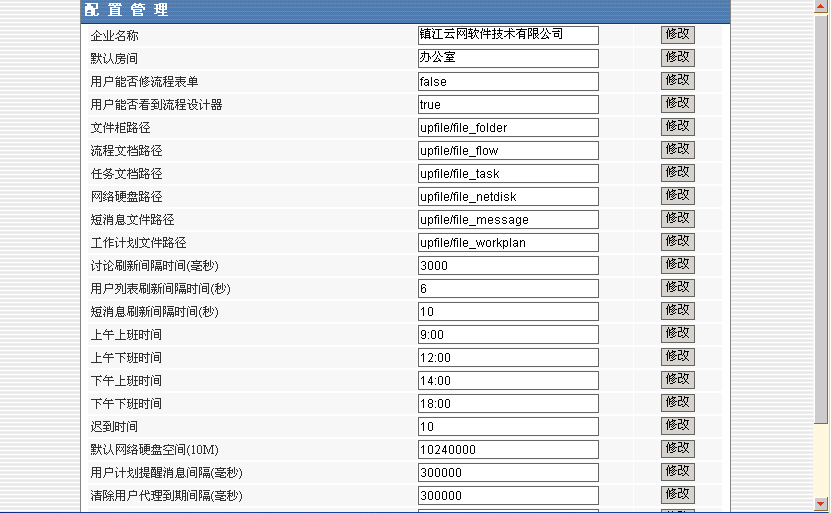 配 置 管 理
企业名称 镇江云网软件技术有限公司 修改
默认房间 办公室 修改
用户能否修流程表单 false 修改
用户能否看到流程设计器 true 修改
文件柜路径 upfile/file_folder 修改
流程文档路径 upfile/file_flow 修改
任务文档路径 upfile/file_task 修改
网络硬盘路径 upfile/file_netdisk 修改
短消息文件路径 upfile/file_message 修改
工作计划文件路径 upfile/file_workplan 修改
讨论刷新间隔时间(毫秒) 3000 修改
用户列表刷新间隔时间(秒) 6 修改
短消息刷新间隔时间(秒) 10 修改
上午上班时间 9:00 修改
上午下班时间 12:00 修改
下午上班时间 14:00 修改
下午下班时间 18:00 修改
迟到时间 10 修改
默认网络硬盘空间(10M) 10240000 修改
用户计划提醒消息间隔(毫秒) 300000 修改
清除用户代理到期间隔(毫秒) 300000 修改